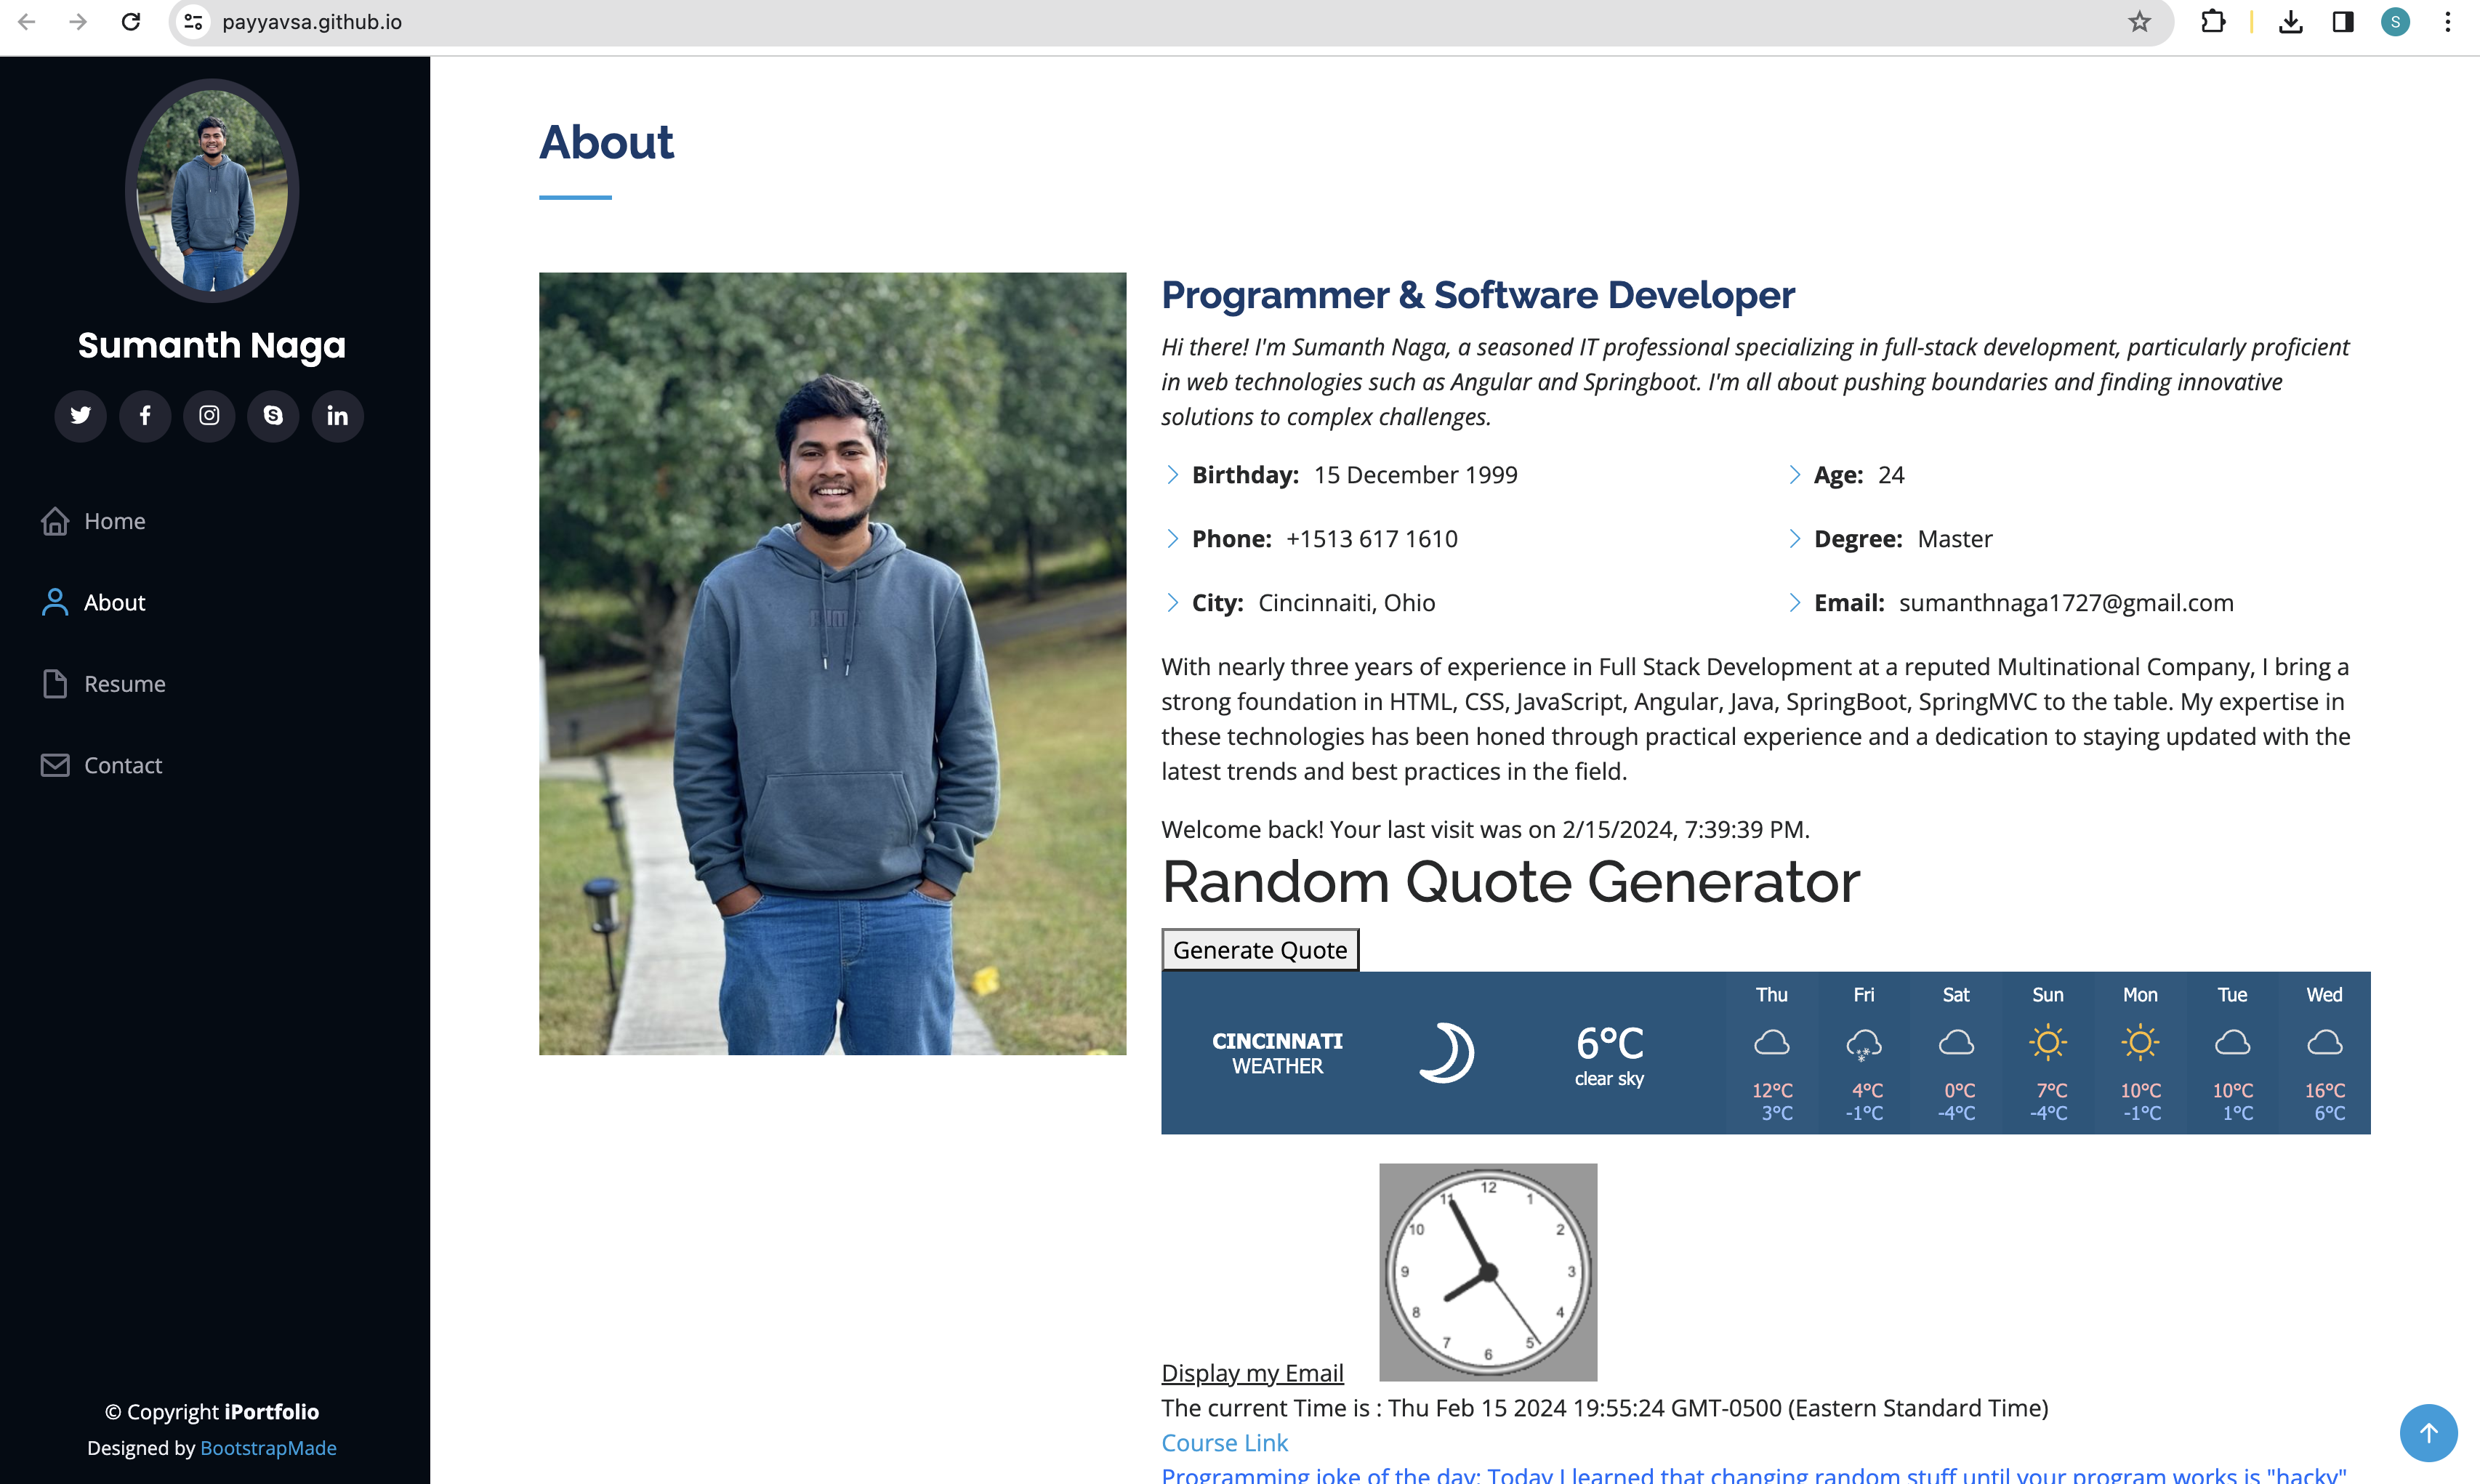 payyavsa.github.io
S
Sumanth Naga
Home
About
Resume
Contact
© Copyright iPortfolio
Designed by BootstrapMade
About
Programmer & Software Developer
Hi there! I'm Sumanth Naga, a seasoned IT professional specializing in full-stack development, particularly proficient
in web technologies such as Angular and Springboot. I'm all about pushing boundaries and finding innovative
solutions to complex challenges.
Birthday: 15 December 1999
Age: 24
Phone: +1513 617 1610
Degree: Master
City: Cincinnaiti, Ohio
Email: sumanthnaga1727@gmail.com
With nearly three years of experience in Full Stack Development at a reputed Multinational Company, I bring a
strong foundation in HTML, CSS, JavaScript, Angular, Java, SpringBoot, SpringMVC to the table. My expertise in
these technologies has been honed through practical experience and a dedication to staying updated with the
latest trends and best practices in the field.
Welcome back! Your last visit was on 2/15/2024, 7:39:39 PM.
Random Quote Generator
Generate Quote
CINCINNATI
WEATHER
6°C
clear sky
Thu Fri Sat Sun Mon Tue Wed
12°C 4°C 0°C 7°C 10°C 10°C 16°C
3°C -1°C -4°C -4°C -1°C 1°C 6°C
12
1
2
3
4
5
6
7
8
9
10
11
Display my Email
The current Time is : Thu Feb 15 2024 19:55:24 GMT-0500 (Eastern Standard Time)
Course Link
Programming joke of the day: Today I learned that changing random stuff until your program works is "hacky"